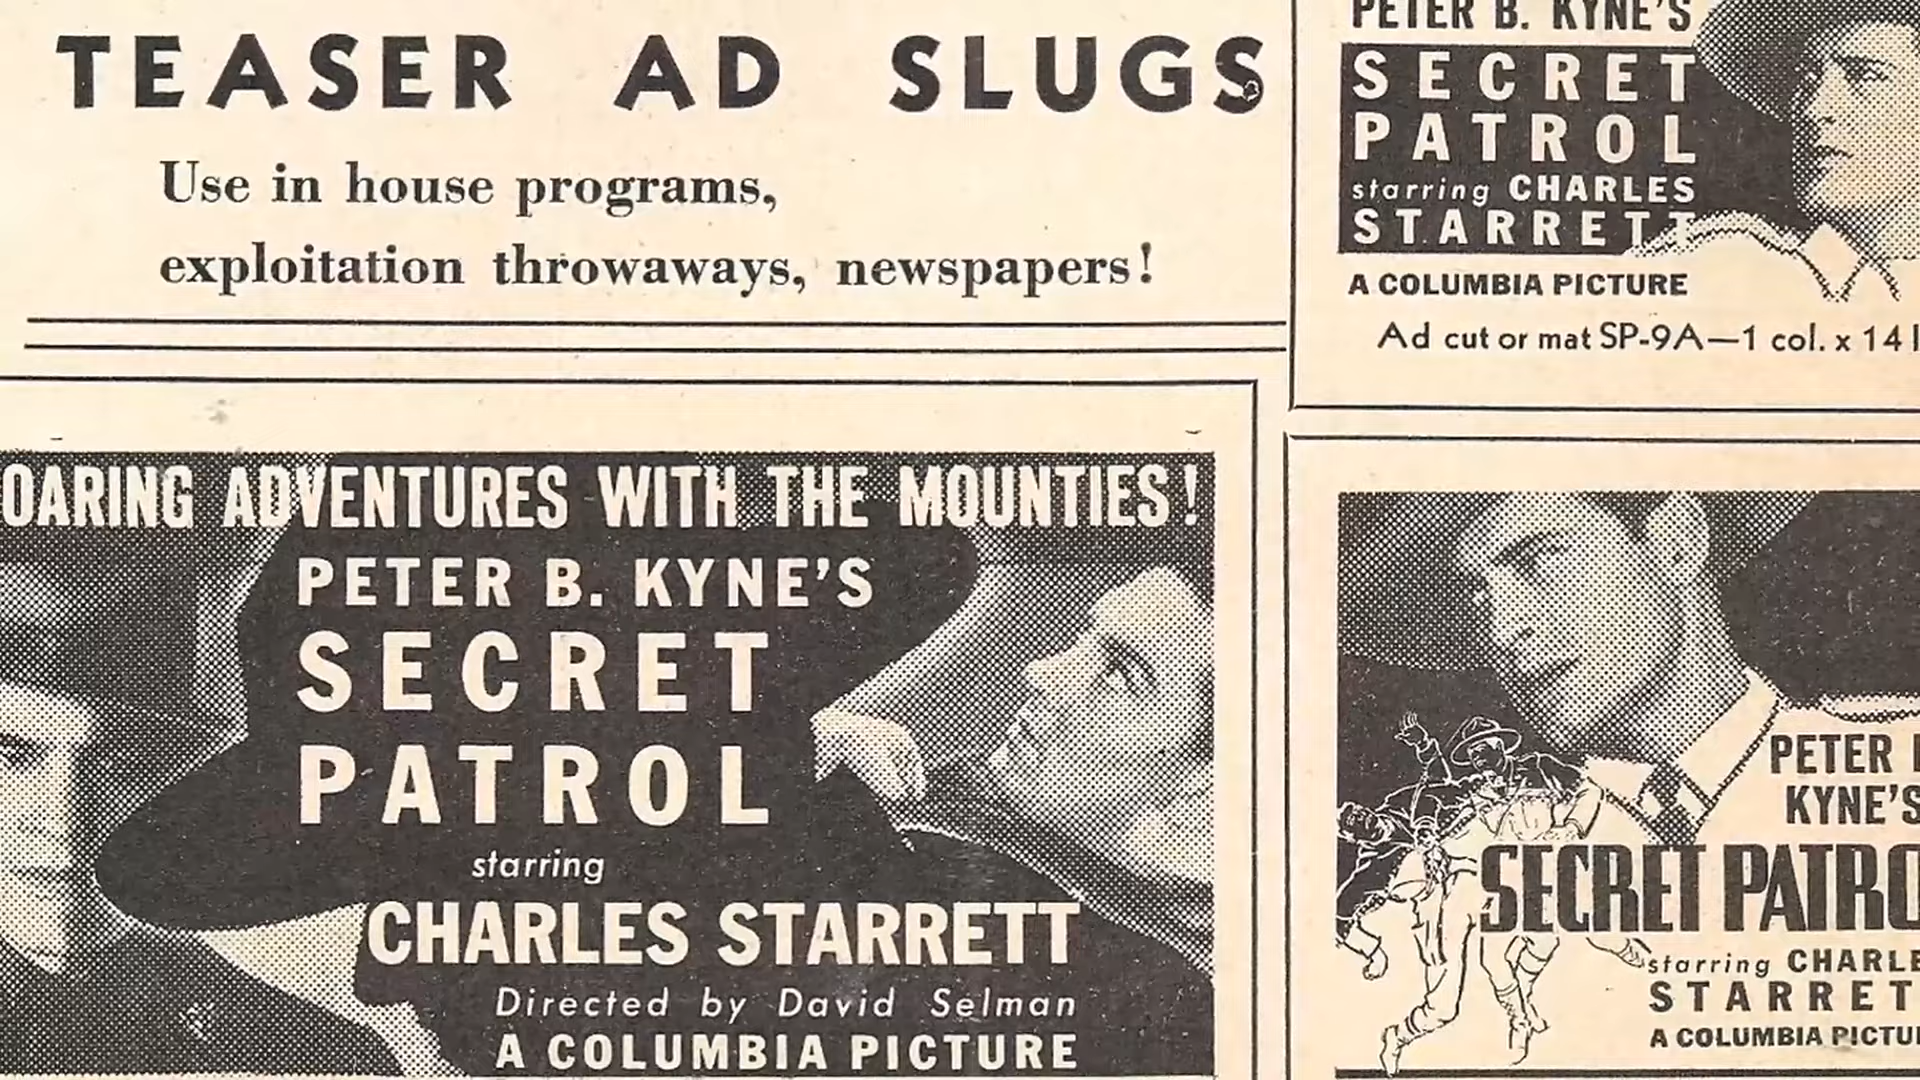 TEASER AD SLUGS
Use in house programs,
exploitation throwaways, newspapers!
OARING ADVENTURES WITH THE MOUNTIES!
PETER B. KYNE'S
SECRET
PATROL
starring
CHARLES STARRETT
Directed by David Selman
A COLUMBIA PICTURE
PETER B. KYNE'S
SECRET
PATROL
starring CHARLES
STARRETT
A COLUMBIA PICTURE
Ad cut or mat SP-9A—1 col. x 14 l
PETER
KYNE'S
SECRET PATRO
starring CHARLE
STARRET
A COLUMBIA PICTU